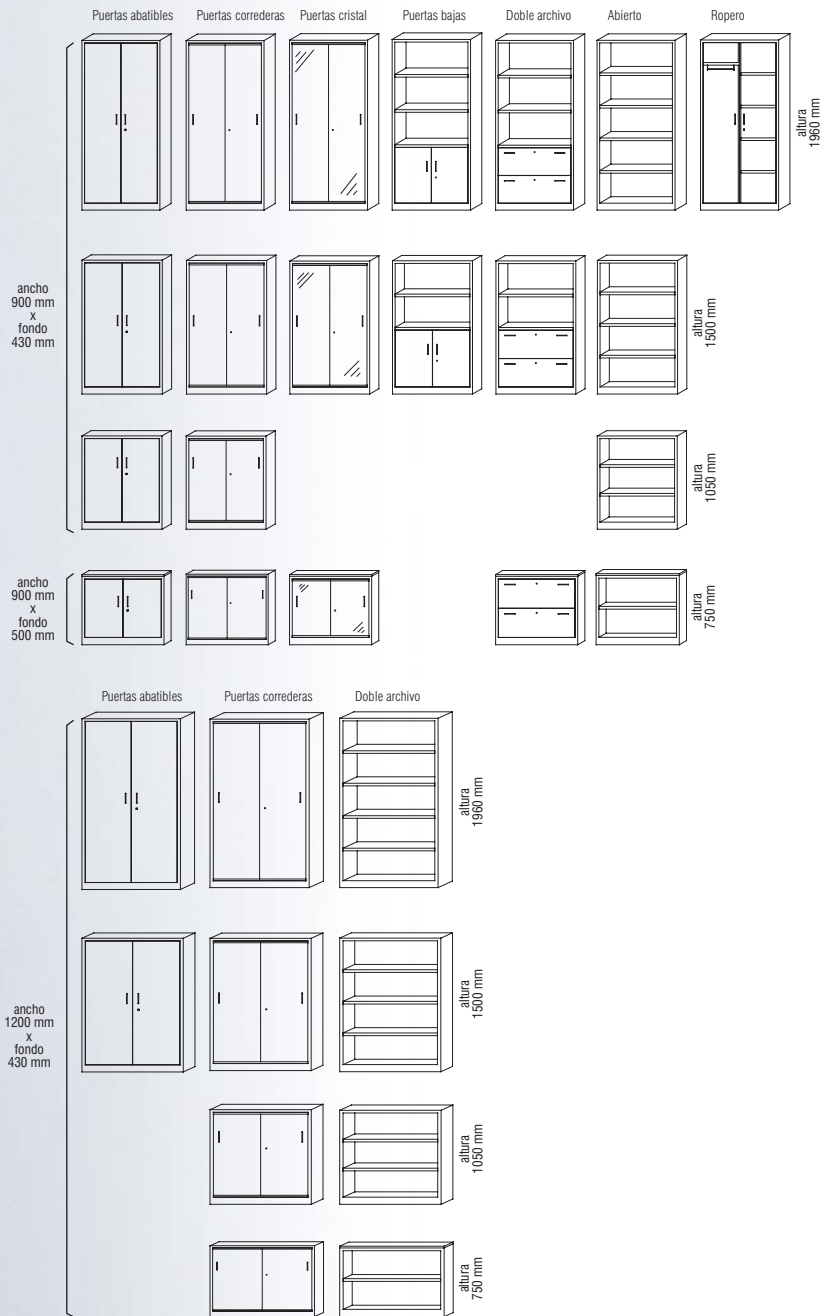 Puertas abatibles Puertas correderas Puertas cristal Puertas bajas Doble archivo Abierto Ropero
altura
1960 mm
ancho
900 mm
x
fondo
430 mm
altura
1500 mm
altura
1050 mm
ancho
900 mm
x
fondo
500 mm
altura
750 mm
Puertas abatibles Puertas correderas Doble archivo
altura
1960 mm
ancho
1200 mm
x
fondo
430 mm
altura
1500 mm
altura
1050 mm
altura
750 mm